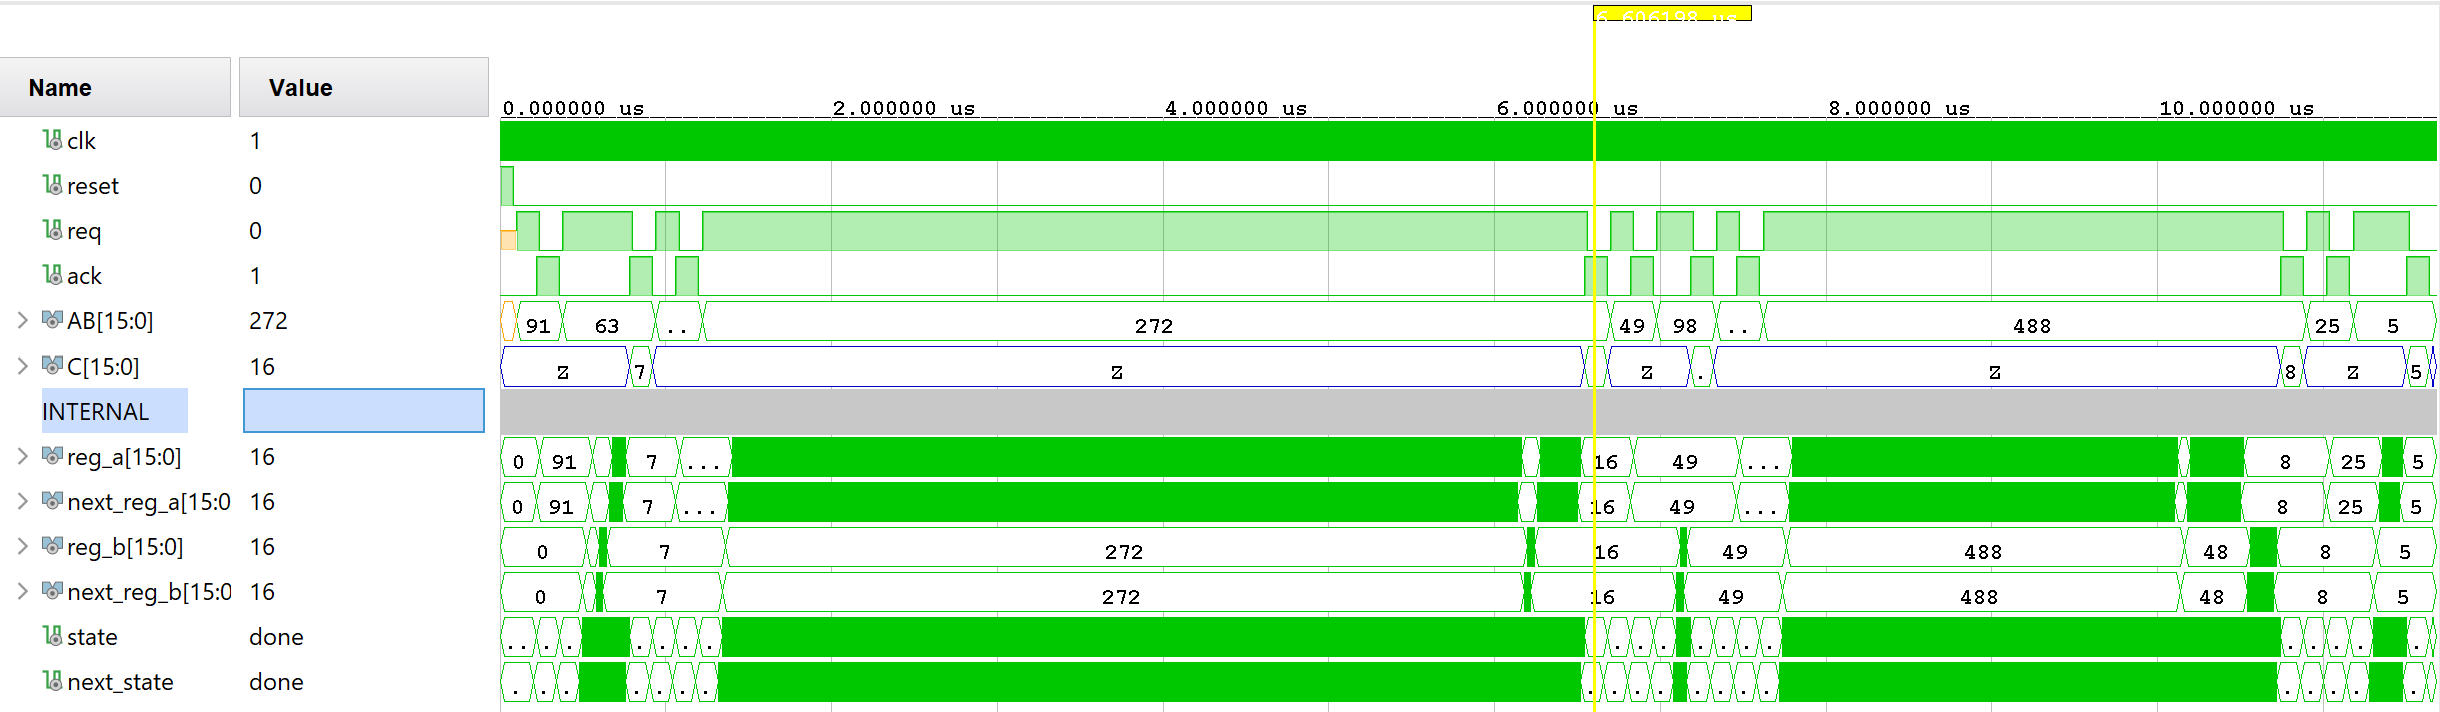 Name Value
0.000000 us 2.000000 us 4.000000 us 6.000000 us 8.000000 us 10.000000 us
clk 1
reset 0
req 0
ack 1
AB[15:0] 272 91 63 .. 272 49 98 .. 488 25 5
C[15:0] 16 z 7 z z . z 8 z 5
INTERNAL
reg_a[15:0] 16 0 91 7 ... 16 49 ... 8 25 5
next_reg_a[15:0 16 0 91 7 ... 16 49 ... 8 25 5
reg_b[15:0] 16 0 7 272 16 49 488 48 8 5
next_reg_b[15:0 16 0 7 272 16 49 488 48 8 5
state done .. . . . . . . . . . . . . . . . . . .
next_state done . . . . . . . . . . . . . . . . . . . .